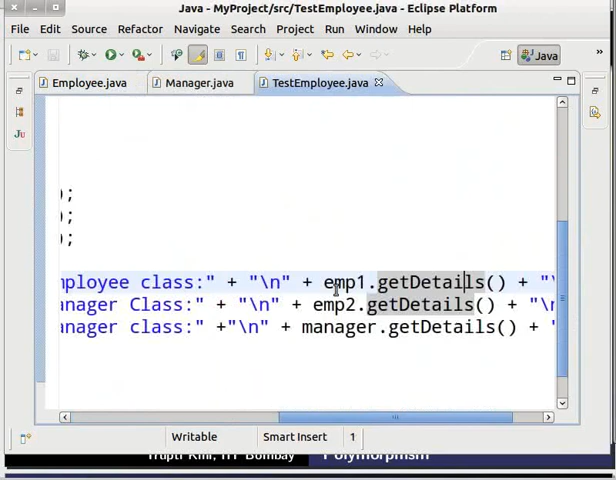 Java - MyProject/src/TestEmployee.java - Eclipse Platform
File Edit Source Refactor Navigate Search Project Run Window
Java
Employee.java Manager.java TestEmployee.java
);
);
);
mployee class:" + "\n" + emp1.getDetails() + "\
anager Class:" + "\n" + emp2.getDetails() + "\n
anager class:" +"\n" + manager.getDetails() + "
Writable Smart Insert 1
Trupti Kini, IIT Bombay Polymorphism